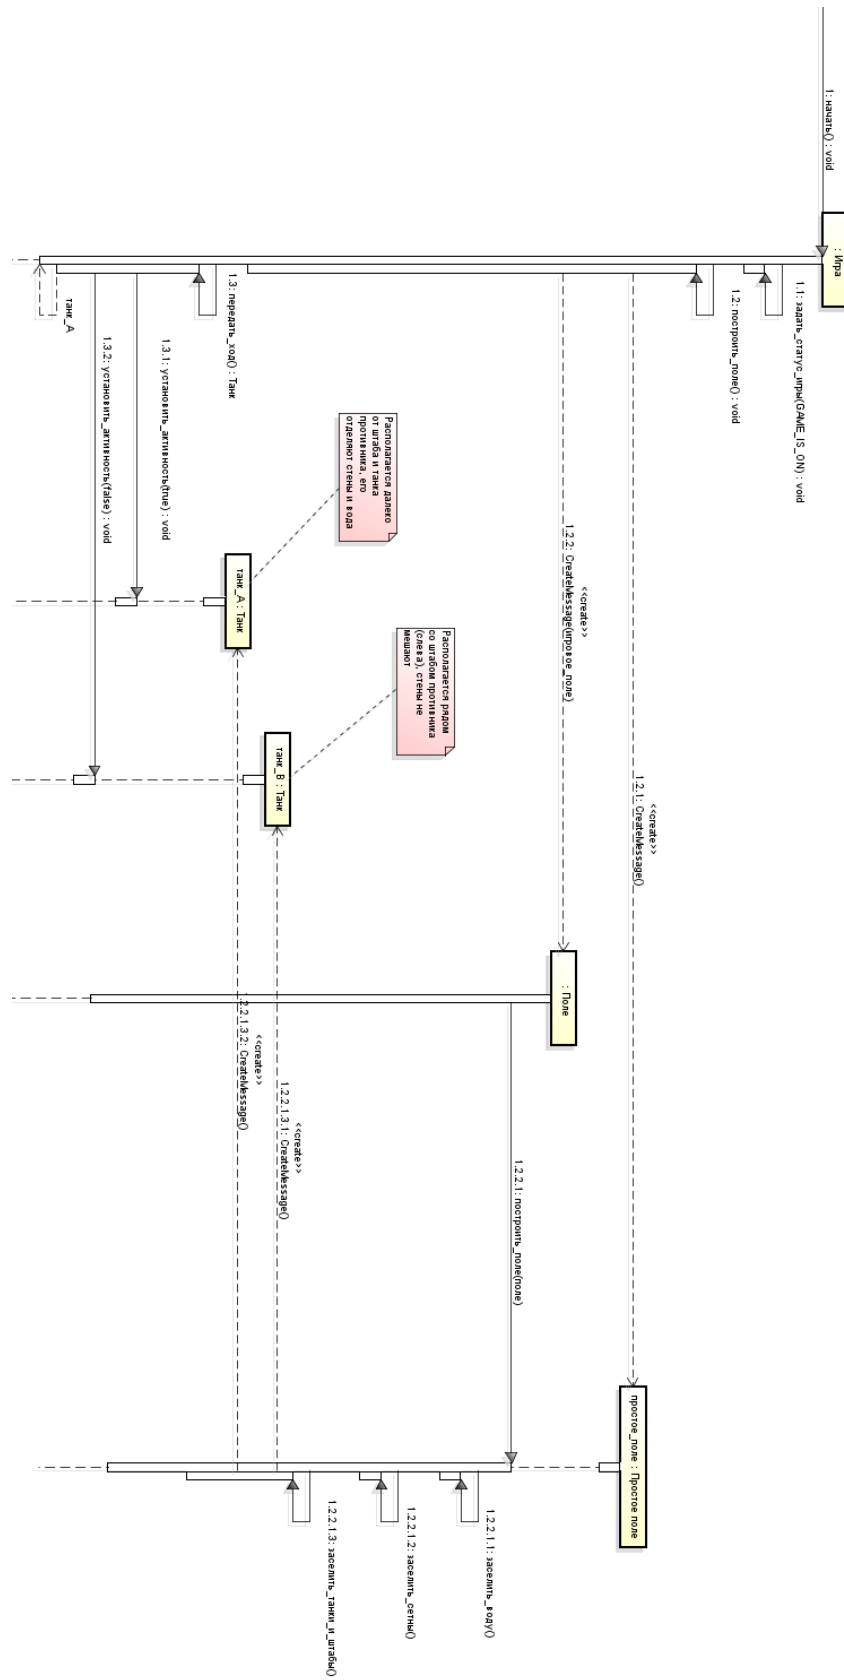 1: начать() : void
: Игра
1.1: задать_статус_игры(GAME_IS_ON) : void
1.2: построить_поле() : void
<<create>>
1.2.1: CreateMessage()
простое_поле : Простое поле
<<create>>
1.2.2: CreateMessage(игровое_поле)
: Поле
1.2.2.1: построить_поле(поле)
1.2.2.1.1: заселить_воду()
1.2.2.1.2: заселить_сетны()
1.2.2.1.3: заселить_танки_и_штабы()
Располагается рядом
со штабом противника
(слева), стены не
мешают
танк_B : Танк
<<create>>
1.2.2.1.3.1: CreateMessage()
Располагается далеко
от штаба и танка
противника, его
отделяют стены и вода
танк_A : Танк
<<create>>
1.2.2.1.3.2: CreateMessage()
1.3: передать_ход() : Танк
1.3.1: установить_активность(true) : void
1.3.2: установить_активность(false) : void
танк_A